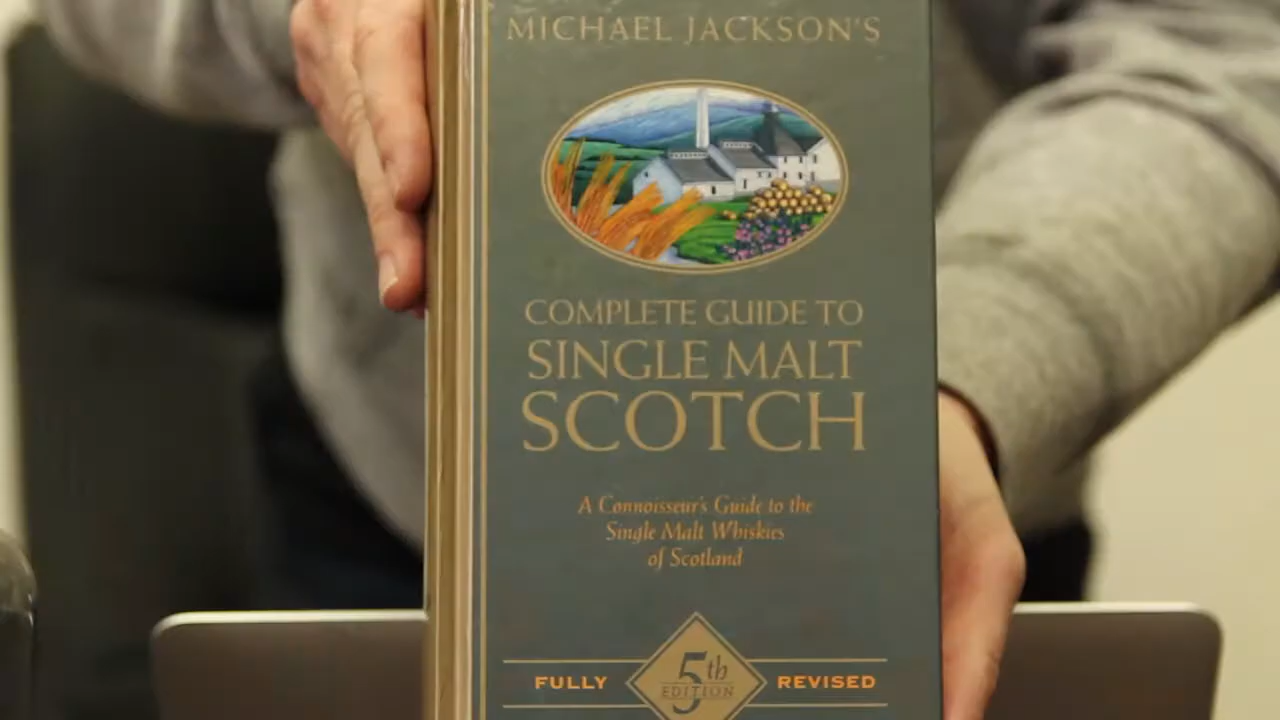 MICHAEL JACKSON'S
COMPLETE GUIDE TO
SINGLE MALT
SCOTCH
A Connoisseur's Guide to the
Single Malt Whiskies
of Scotland
FULLY 5th EDITION REVISED